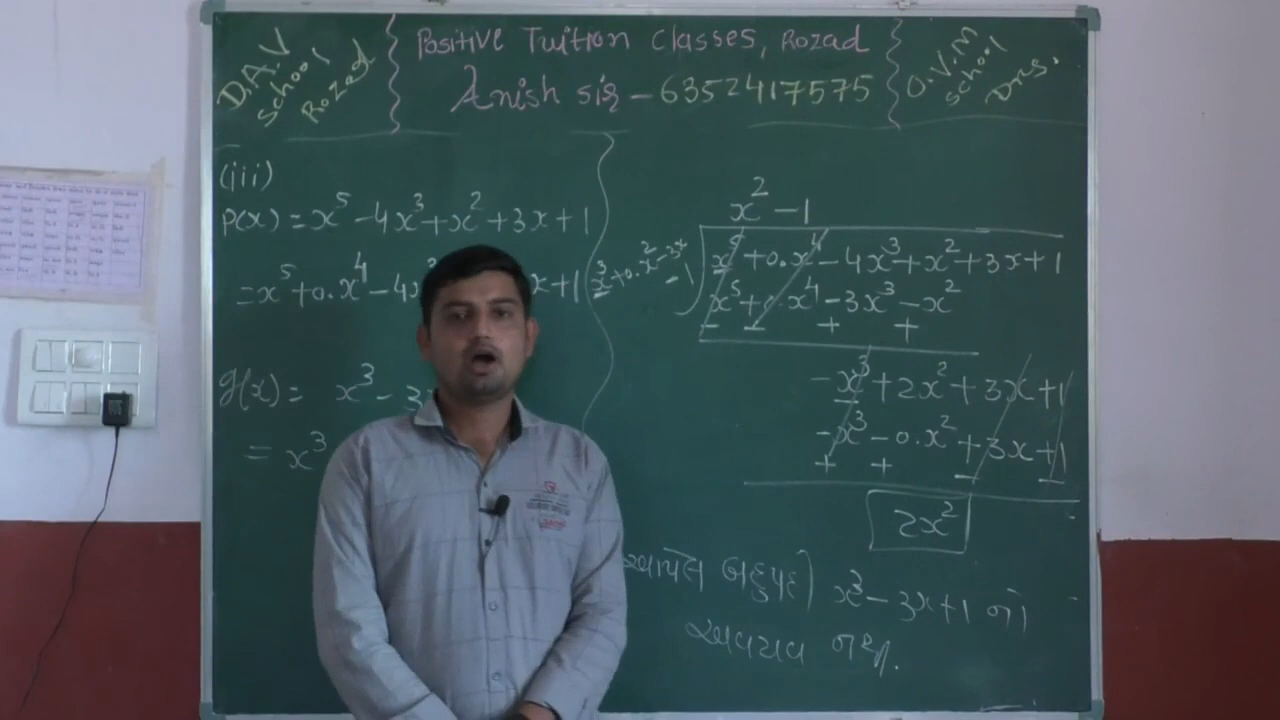 D.A.V School Rozad
Positive Tuition Classes, Rozad
Anish sir - 6352417575
O.V.M School Drs.
(iii)
P(x) = x⁵ - 4x³ + x² + 3x + 1
= x⁵ + 0.x⁴ - 4x³ x + 1
g(x) = x³ - 3x
= x³
x² - 1
x³ + 0.x² - 3x - 1 ) x⁵ + 0.x⁴ - 4x³ + x² + 3x + 1
x⁵ + 0.x⁴ - 3x³ - x²
- - + +
- x³ + 2x² + 3x + 1
- x³ - 0.x² + 3x + 1
+ + - -
2x²
બહુપદી x³ - 3x + 1 નો
અવયવ નથી.